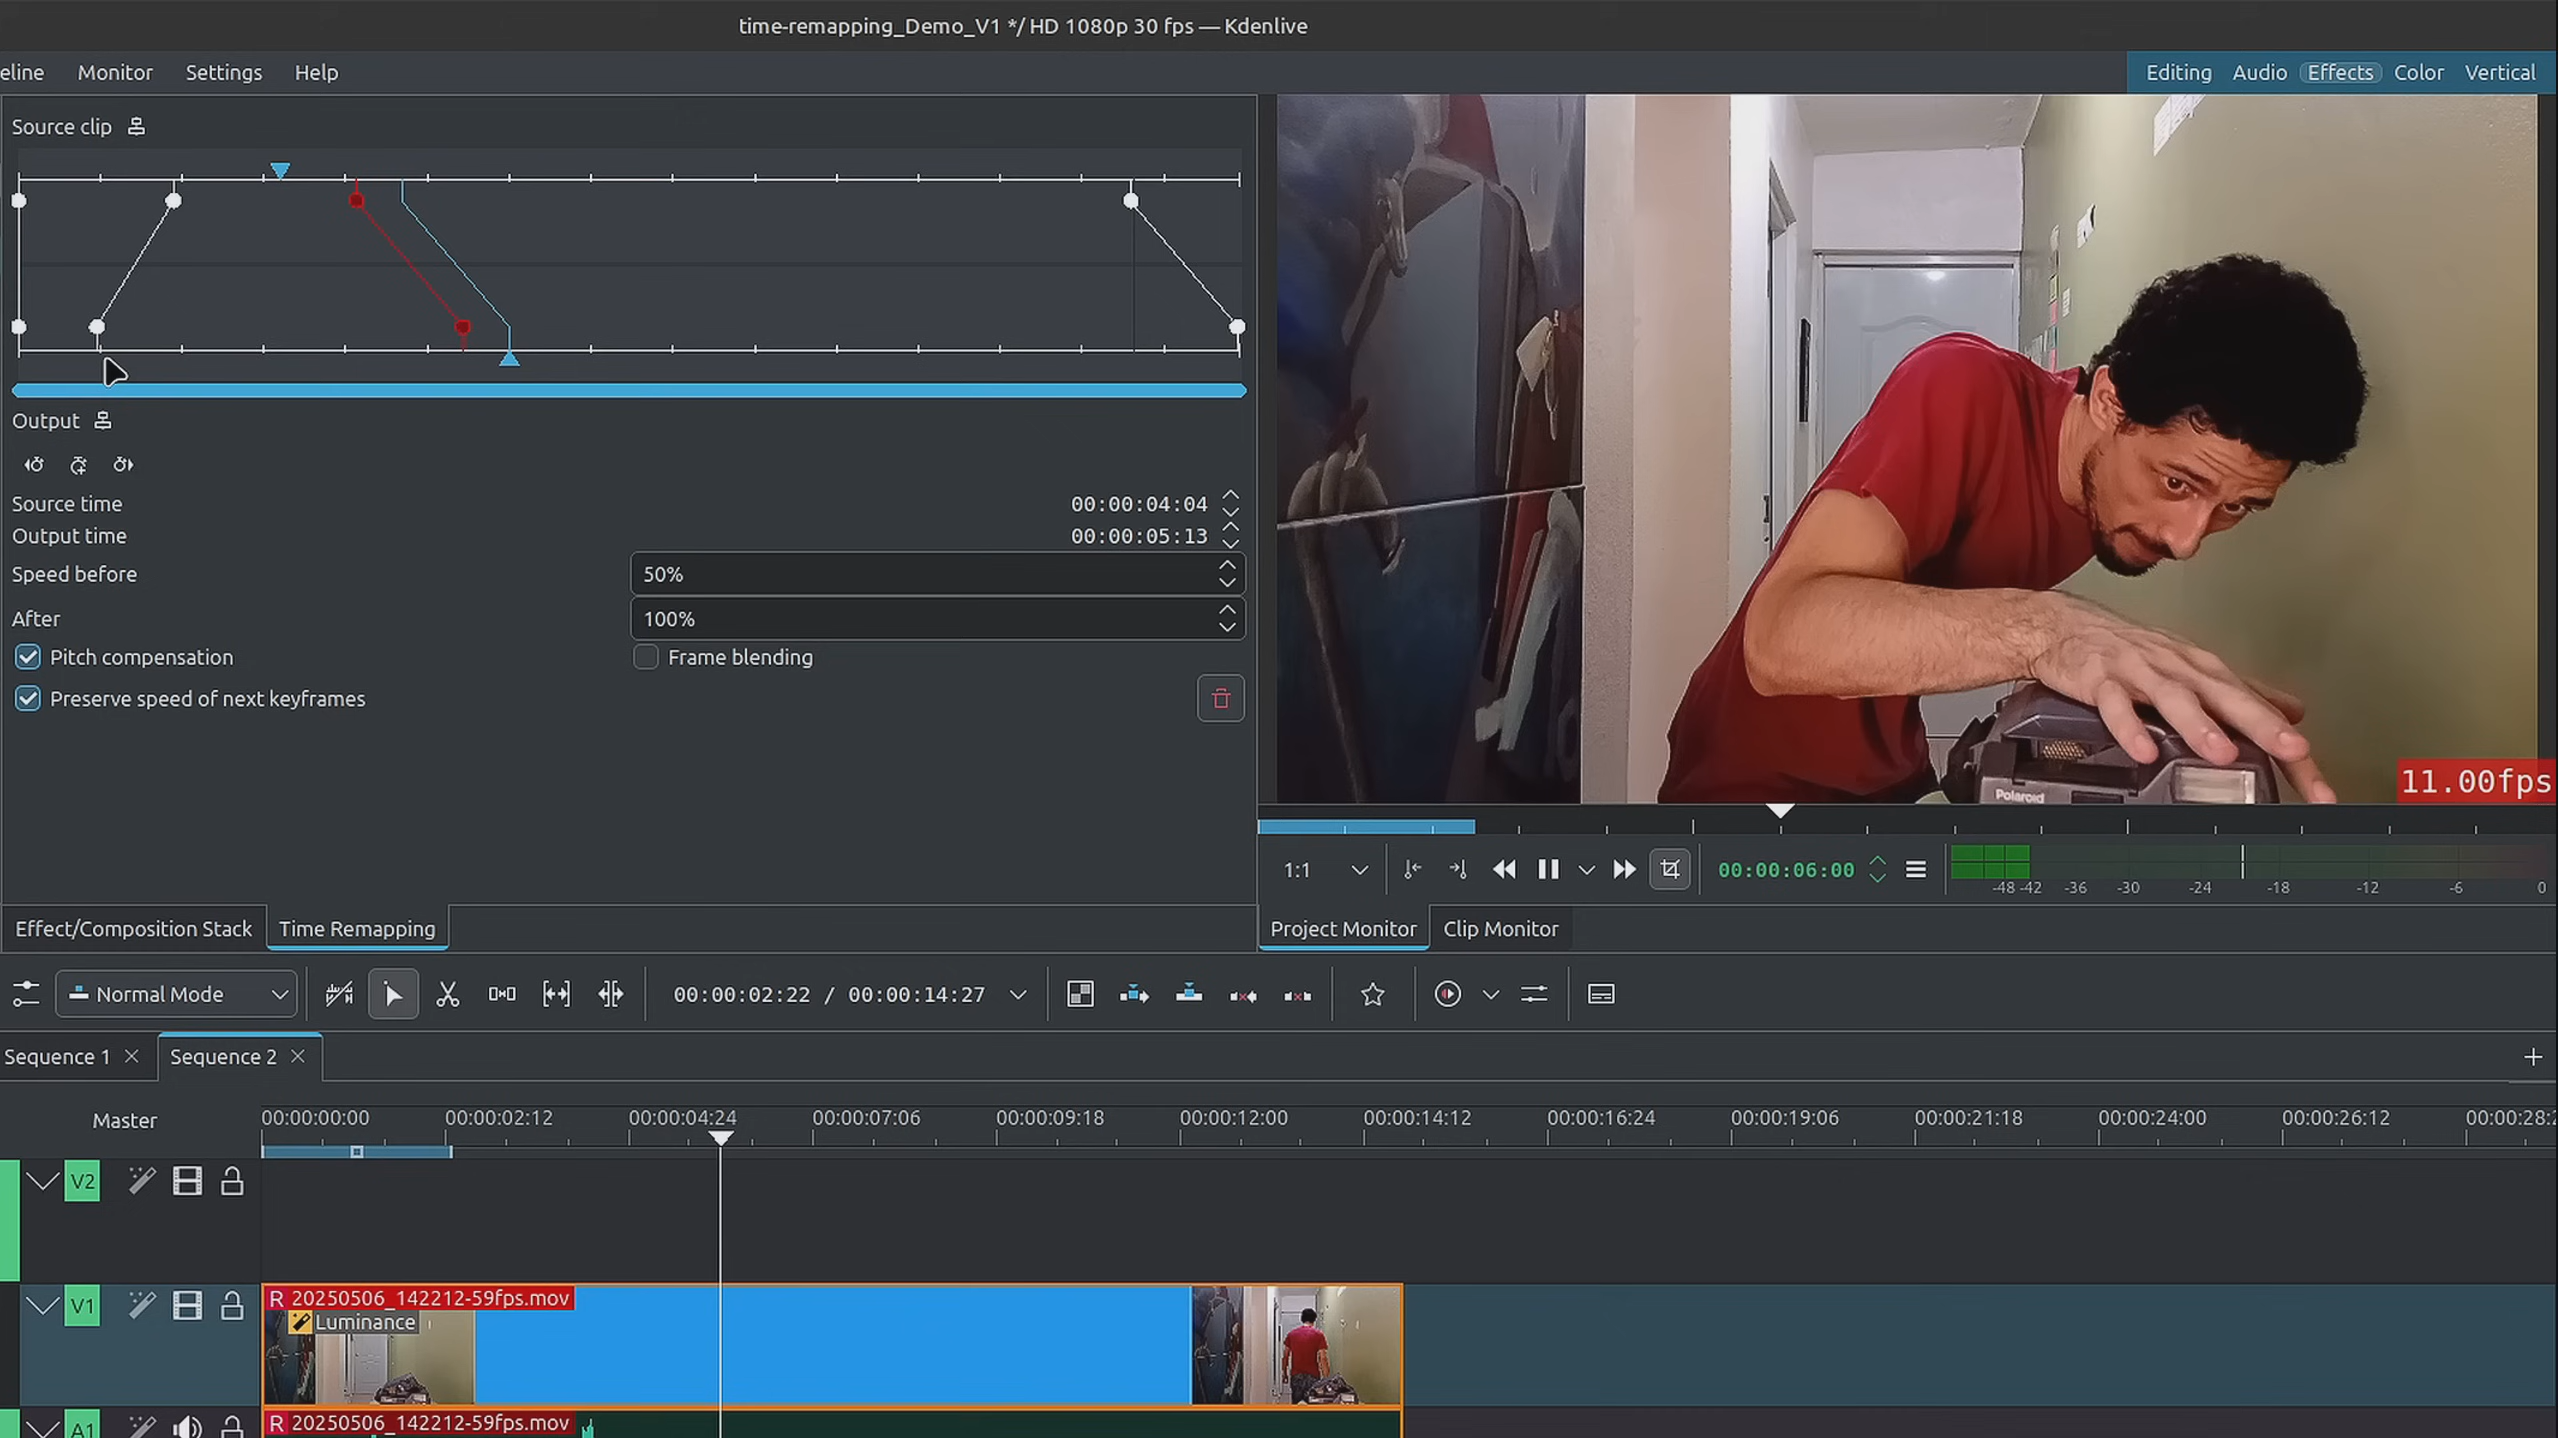 time-remapping_Demo_V1 */ HD 1080p 30 fps — Kdenlive
eline Monitor Settings Help
Editing Audio Effects Color Vertical
Source clip
Output
Source time 00:00:04:04
Output time 00:00:05:13
Speed before 50%
After 100%
Pitch compensation Frame blending
Preserve speed of next keyframes
Polaroid
11.00fps
1:1 00:00:06:00
-48 -42 -36 -30 -24 -18 -12 -6 0
Effect/Composition Stack Time Remapping
Project Monitor Clip Monitor
Normal Mode 00:00:02:22 / 00:00:14:27
Sequence 1 Sequence 2
Master 00:00:00:00 00:00:02:12 00:00:04:24 00:00:07:06 00:00:09:18 00:00:12:00 00:00:14:12 00:00:16:24 00:00:19:06 00:00:21:18 00:00:24:00 00:00:26:12 00:00:28:2
V2
V1 R 20250506_142212-59fps.mov
Luminance
A1 R 20250506_142212-59fps.mov